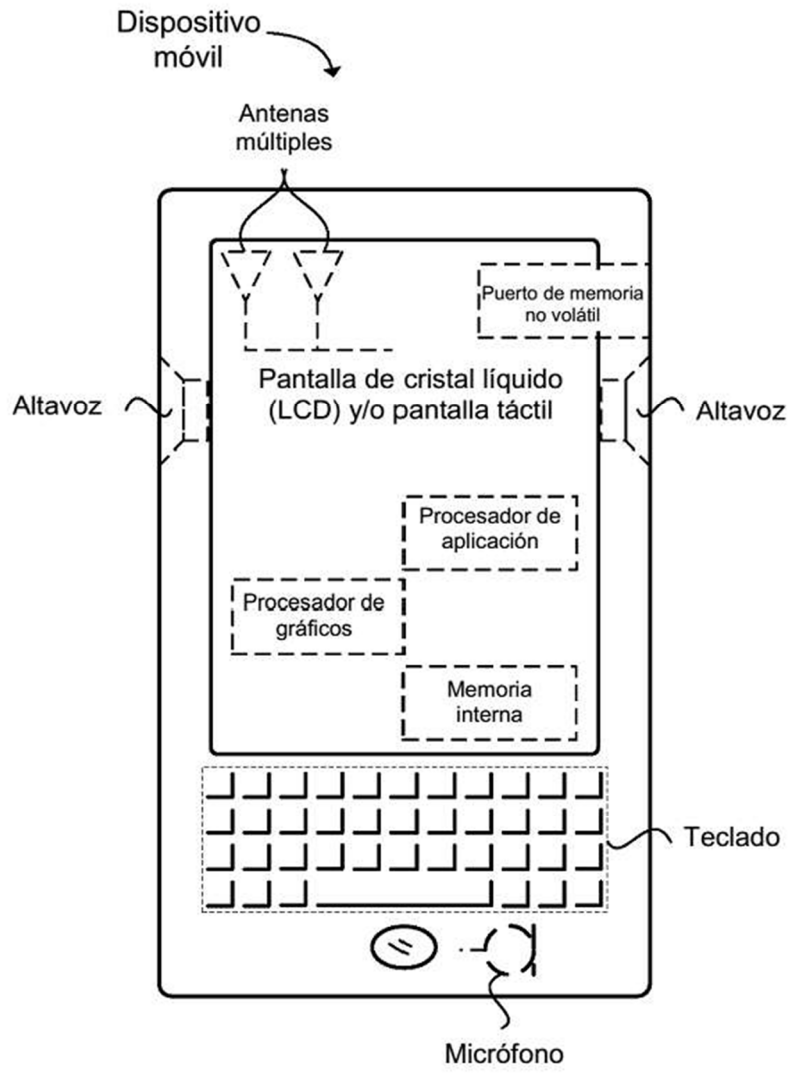 Dispositivo
móvil
Antenas
múltiples
Puerto de memoria
no volátil
Pantalla de cristal líquido
(LCD) y/o pantalla táctil
Altavoz
Altavoz
Procesador de
aplicación
Procesador de
gráficos
Memoria
interna
Teclado
Micrófono